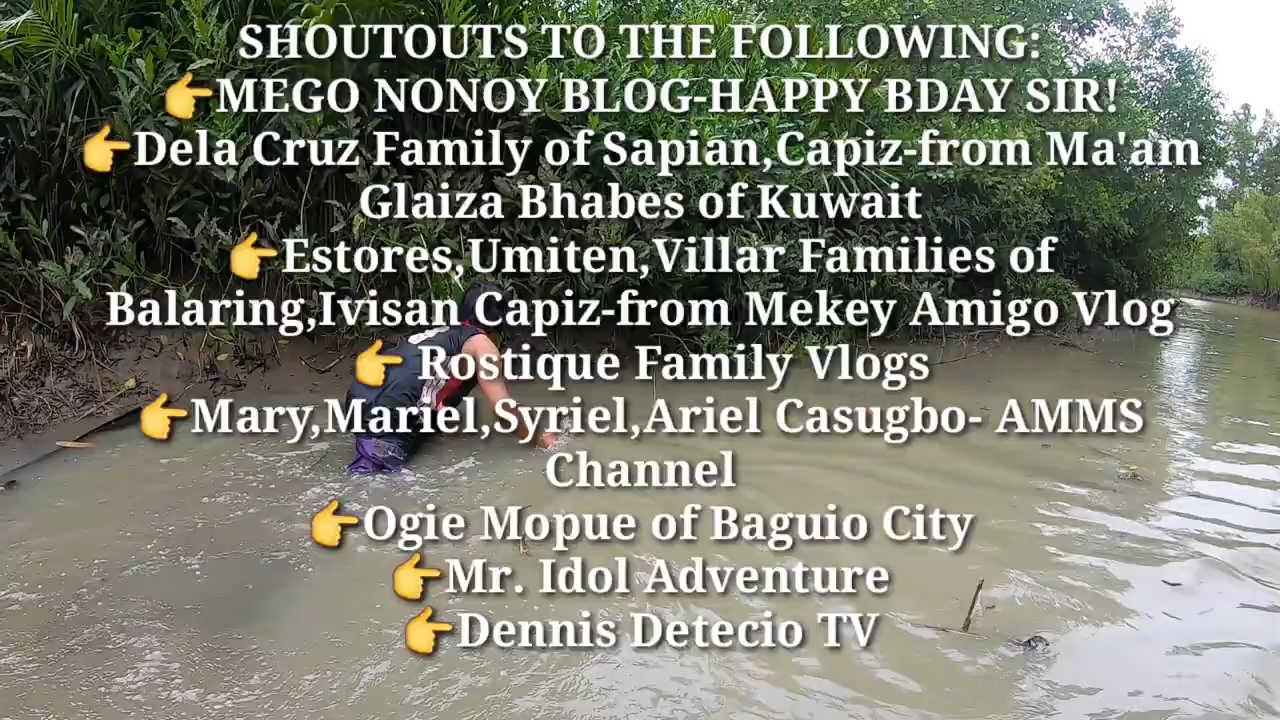 SHOUTOUTS TO THE FOLLOWING:
👉MEGO NONOY BLOG-HAPPY BDAY SIR!
👉Dela Cruz Family of Sapian,Capiz-from Ma'am
Glaiza Bhabes of Kuwait
👉Estores,Umiten,Villar Families of
Balaring,Ivisan Capiz-from Mekey Amigo Vlog
👉 Rostique Family Vlogs
👉Mary,Mariel,Syriel,Ariel Casugbo- AMMS
Channel
👉Ogie Mopue of Baguio City
👉Mr. Idol Adventure
👉Dennis Detecio TV